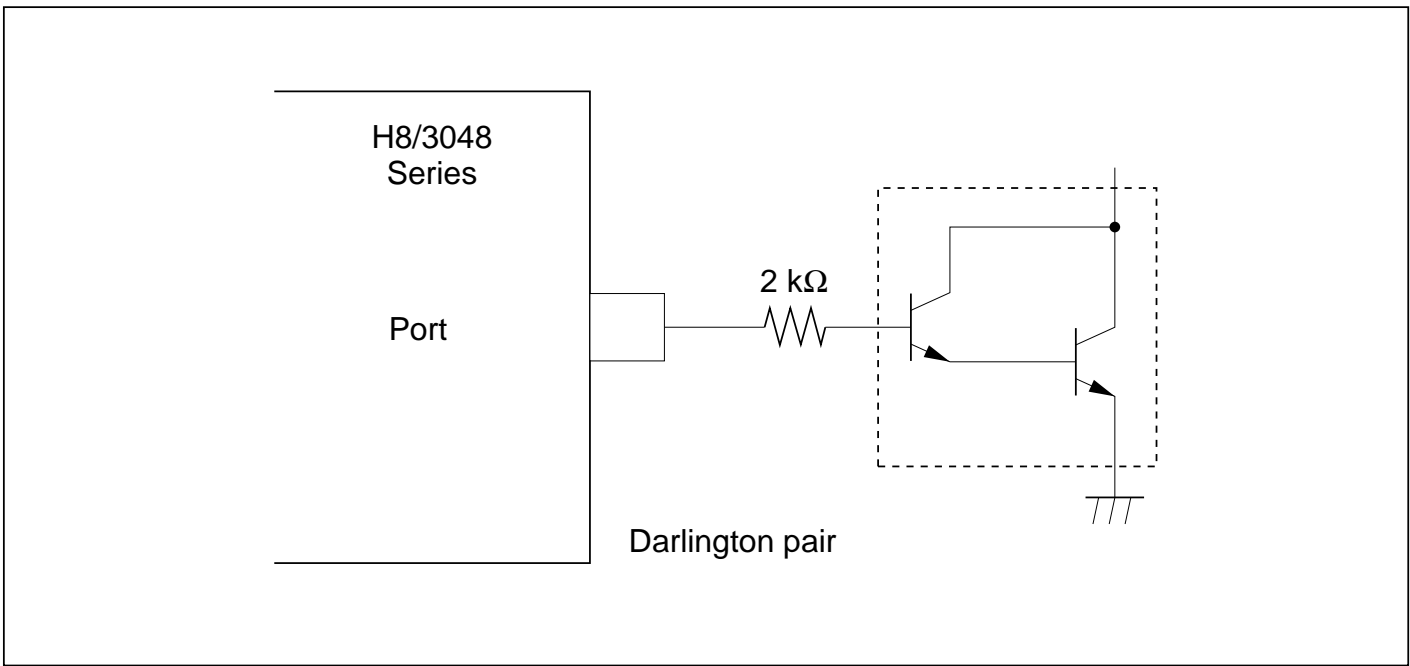 H8/3048
Series
Port
2 kΩ
Darlington pair